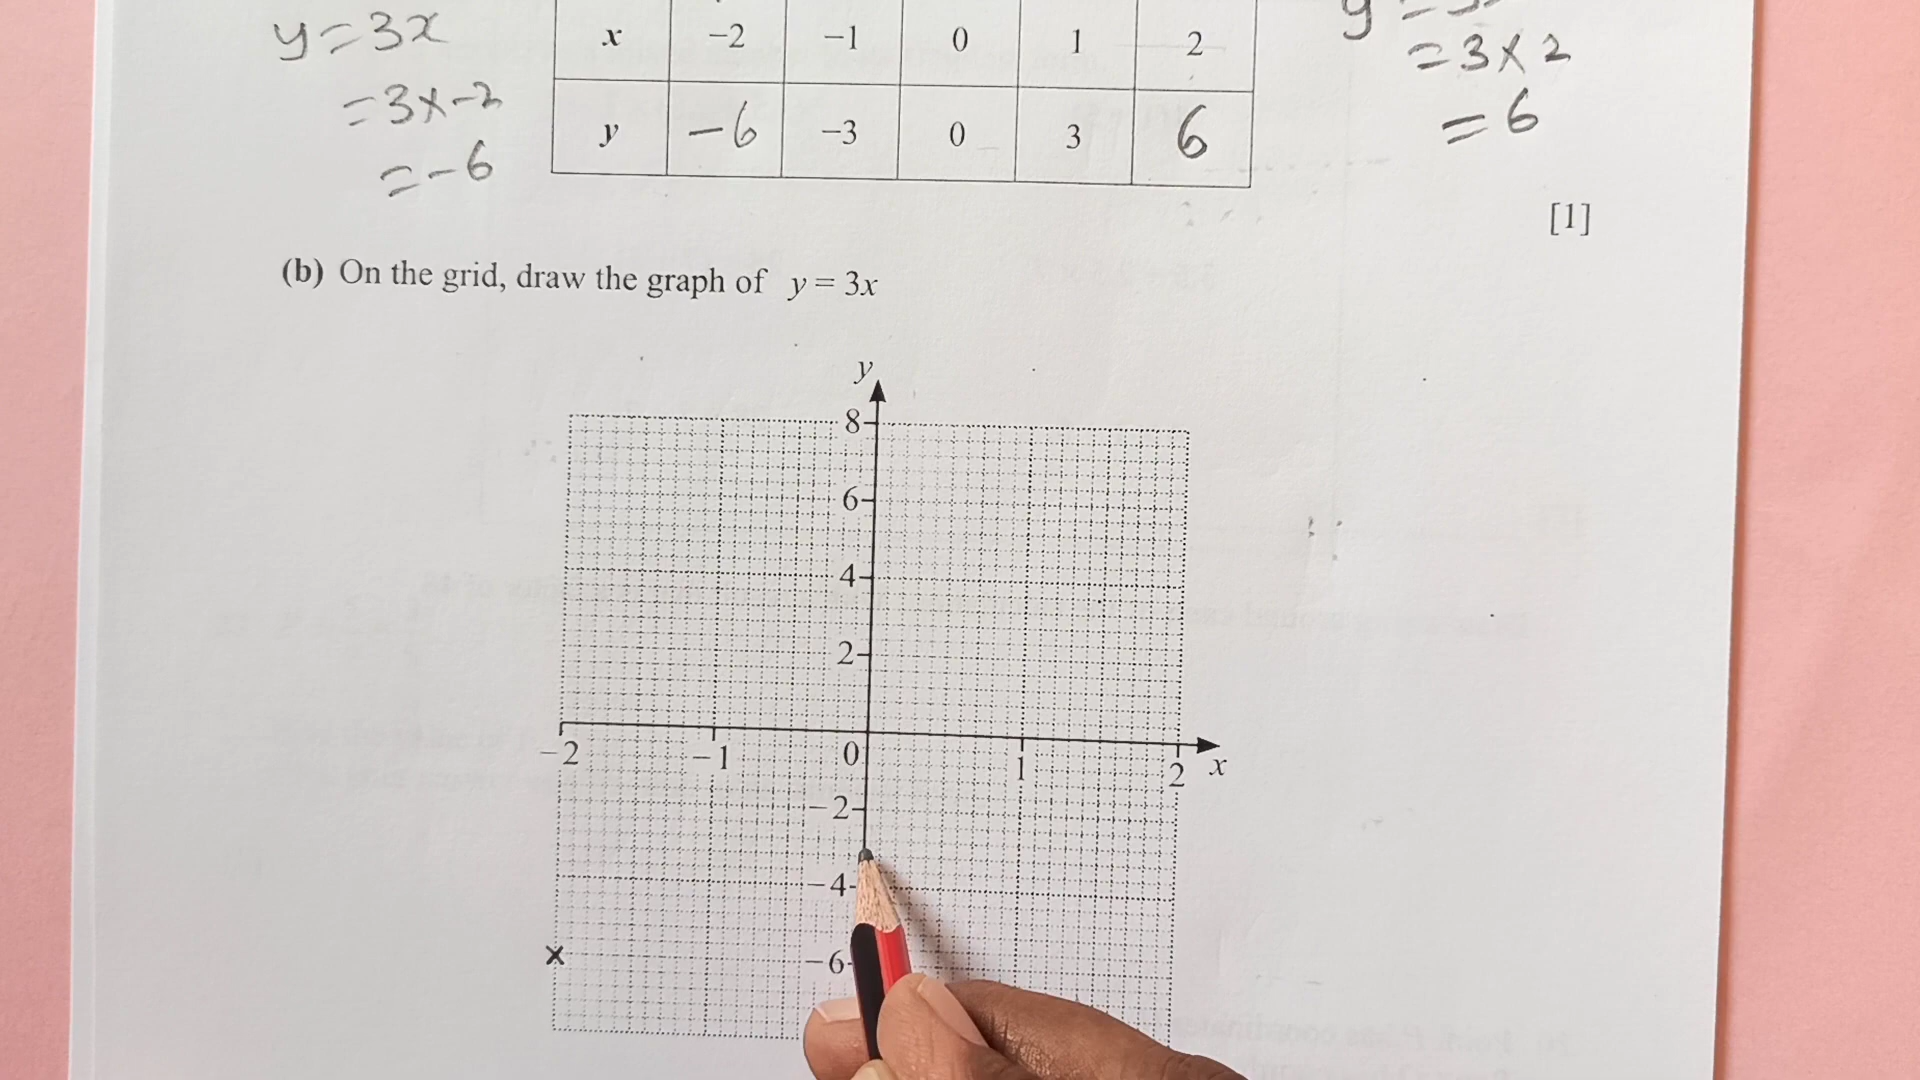 y=3x
=3x-2
=-6
x -2 -1 0 1 2
y -6 -3 0 3 6
=3x2
=6
[1]
(b) On the grid, draw the graph of y = 3x
y
8
6
4
2
-2 -1 0 1 2 x
-2
-4
-6